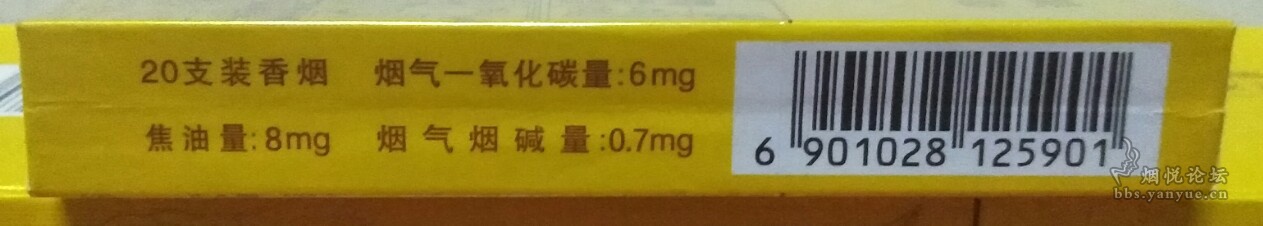 20支装香烟 烟气一氧化碳量:6mg
焦油量:8mg 烟气烟碱量:0.7mg
6 901028 125901
烟悦论坛
bbs.yanyue.cn